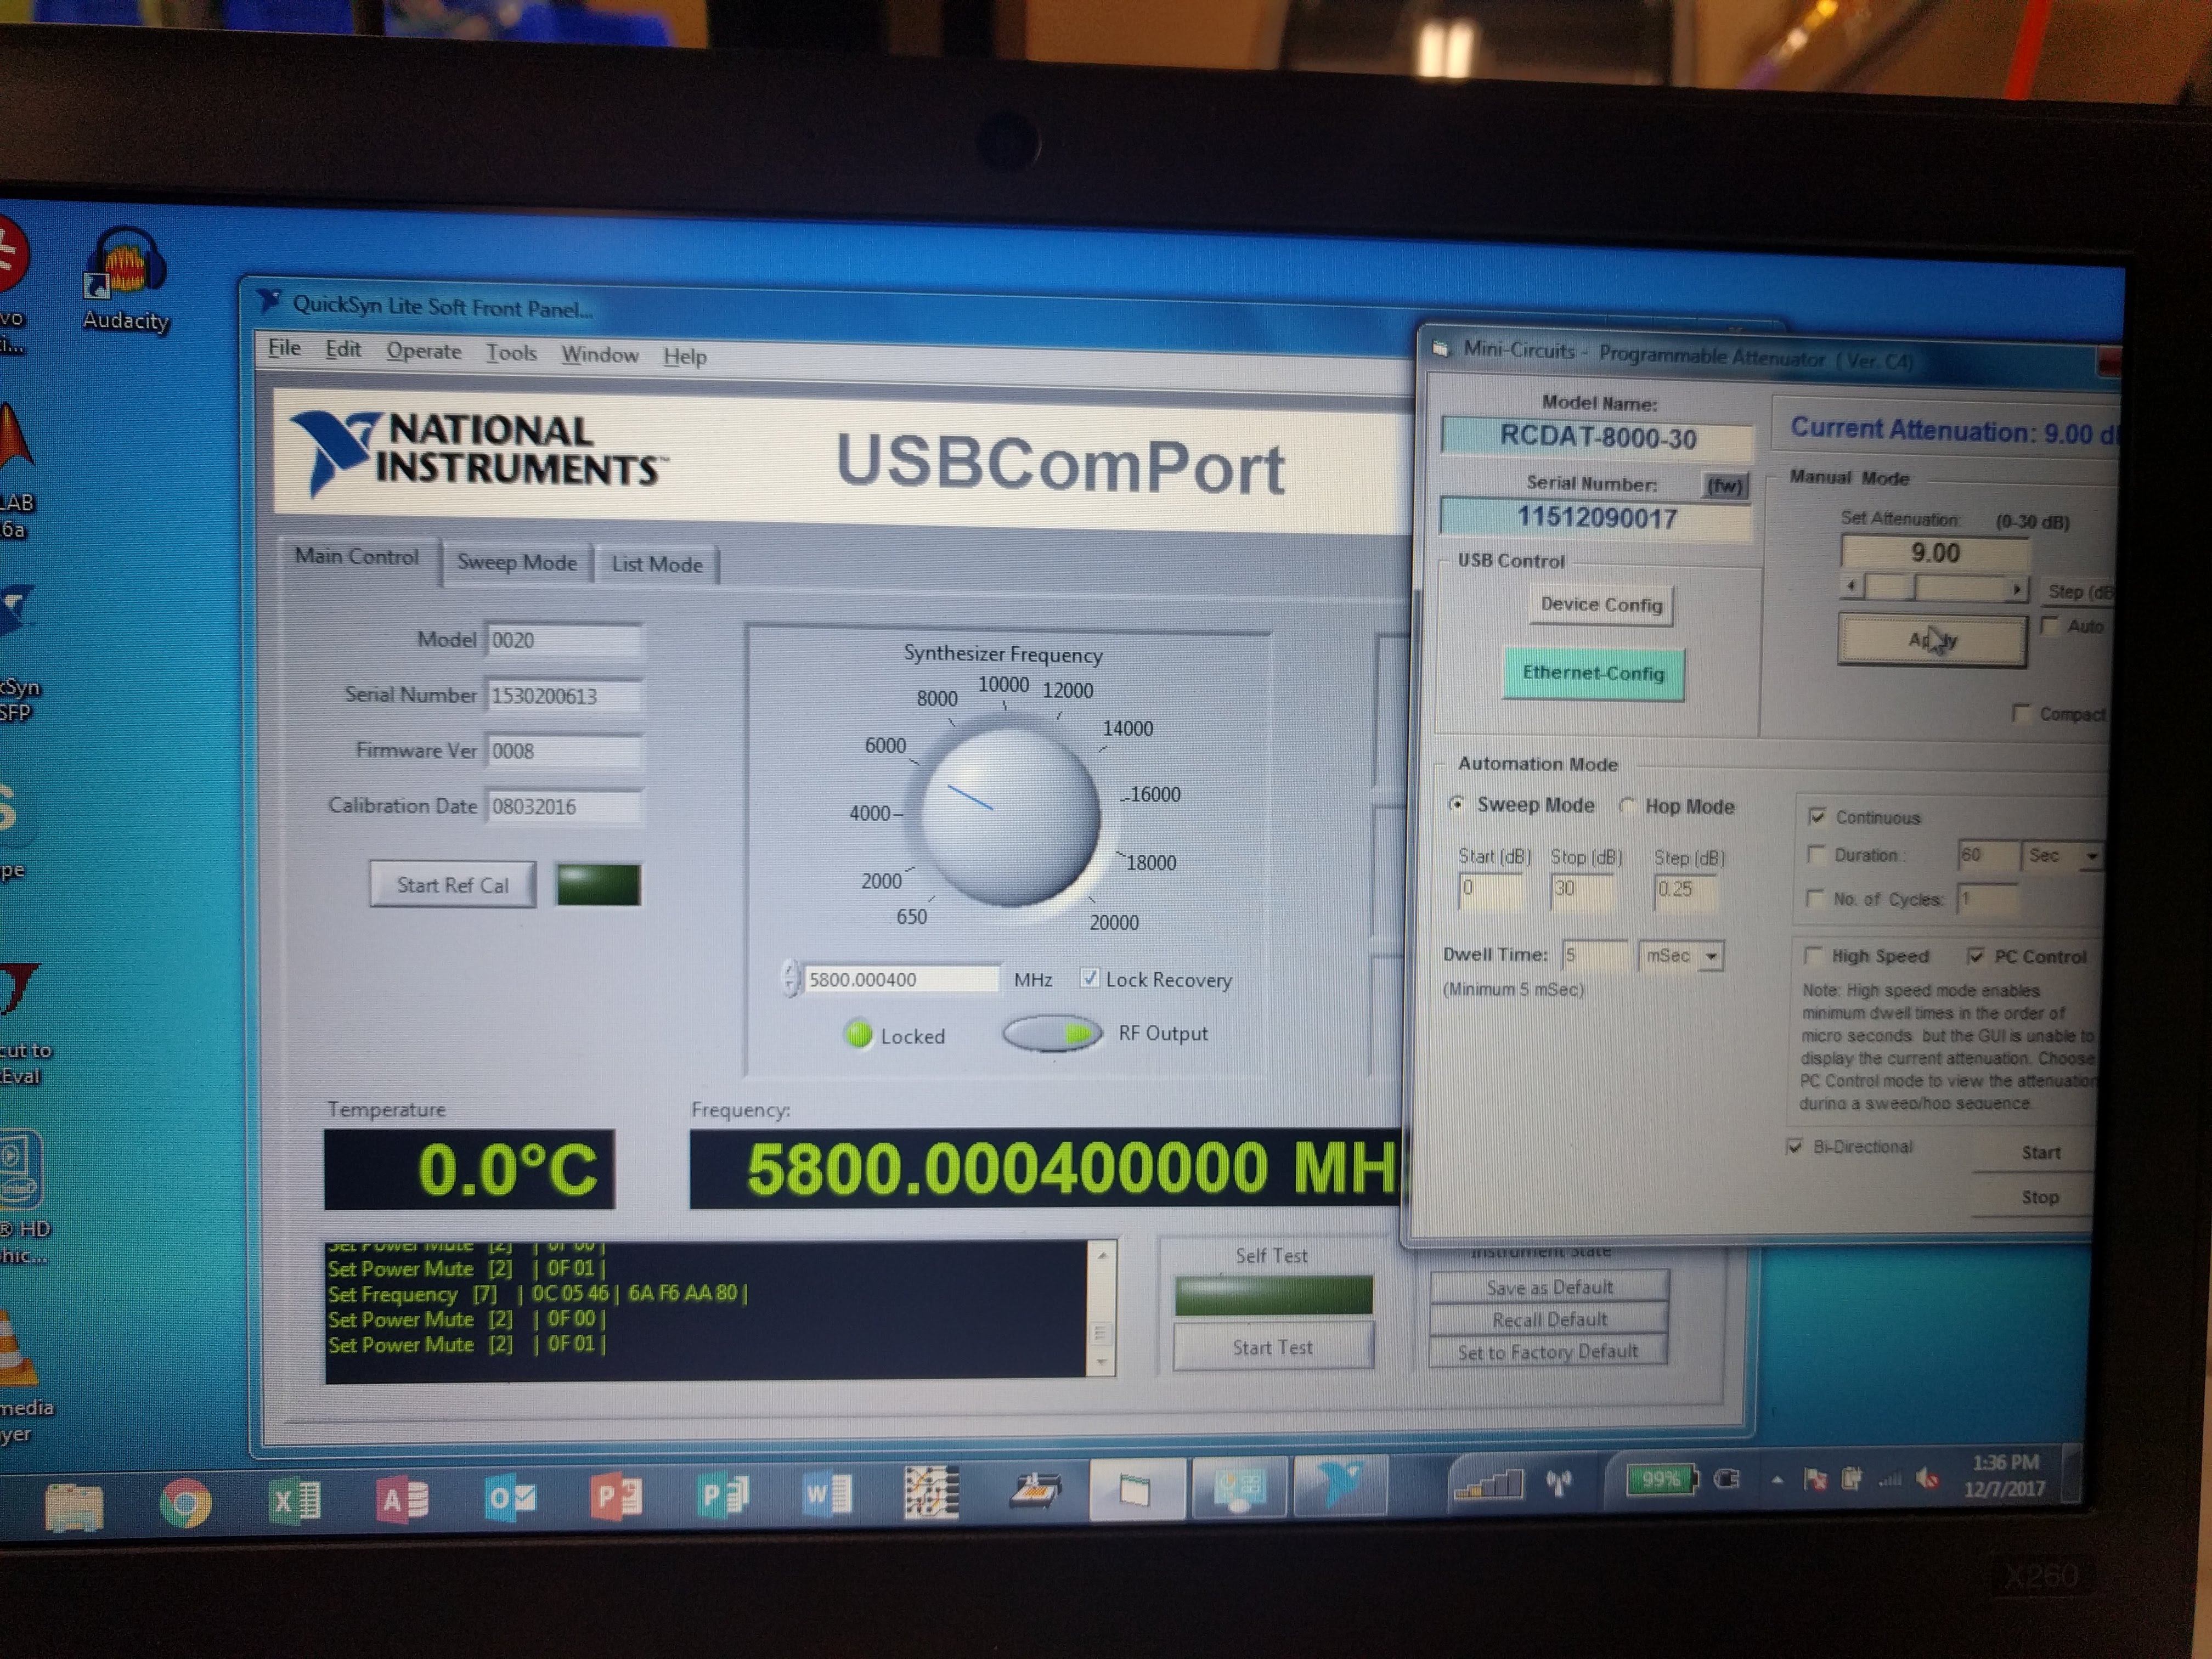 Audacity
QuickSyn Lite Soft Front Panel...
File Edit Operate Tools Window Help
NATIONAL
INSTRUMENTS™
USBComPort
Main Control
Sweep Mode
List Mode
Model 0020
Serial Number 1530200613
Firmware Ver 0008
Calibration Date 08032016
Start Ref Cal
Synthesizer Frequency
650
2000
4000
6000
8000
10000
12000
14000
16000
18000
20000
5800.000400 MHz Lock Recovery
Locked
RF Output
Temperature
0.0°C
Frequency:
5800.000400000 MH
Set Power Mute [2] | 0F 00 |
Set Power Mute [2] | 0F 01 |
Set Frequency [7] | 0C 05 46 | 6A F6 AA 80 |
Set Power Mute [2] | 0F 00 |
Set Power Mute [2] | 0F 01 |
Self Test
Start Test
Instrument State
Save as Default
Recall Default
Set to Factory Default
Mini-Circuits - Programmable Attenuator (Ver. C4)
Model Name:
RCDAT-8000-30
Serial Number: (fw)
11512090017
USB Control
Device Config
Ethernet-Config
Current Attenuation: 9.00 d
Manual Mode
Set Attenuation: (0-30 dB)
9.00
Step (dB
Apply
Auto
Compact
Automation Mode
Sweep Mode Hop Mode
Start (dB) Stop (dB) Step (dB)
0 30 0.25
Dwell Time: 5 mSec
(Minimum 5 mSec)
Continuous
Duration : 60 Sec
No. of Cycles: 1
High Speed PC Control
Note: High speed mode enables
minimum dwell times in the order of
micro seconds but the GUI is unable to
display the current attenuation. Choose
PC Control mode to view the attenuation
during a sweep/hop sequence.
Bi-Directional
Start
Stop
vo
i...
LAB
6a
kSyn
SFP
pe
cut to
Eval
intel
® HD
hic...
media
yer
99%
1:36 PM
12/7/2017
X260